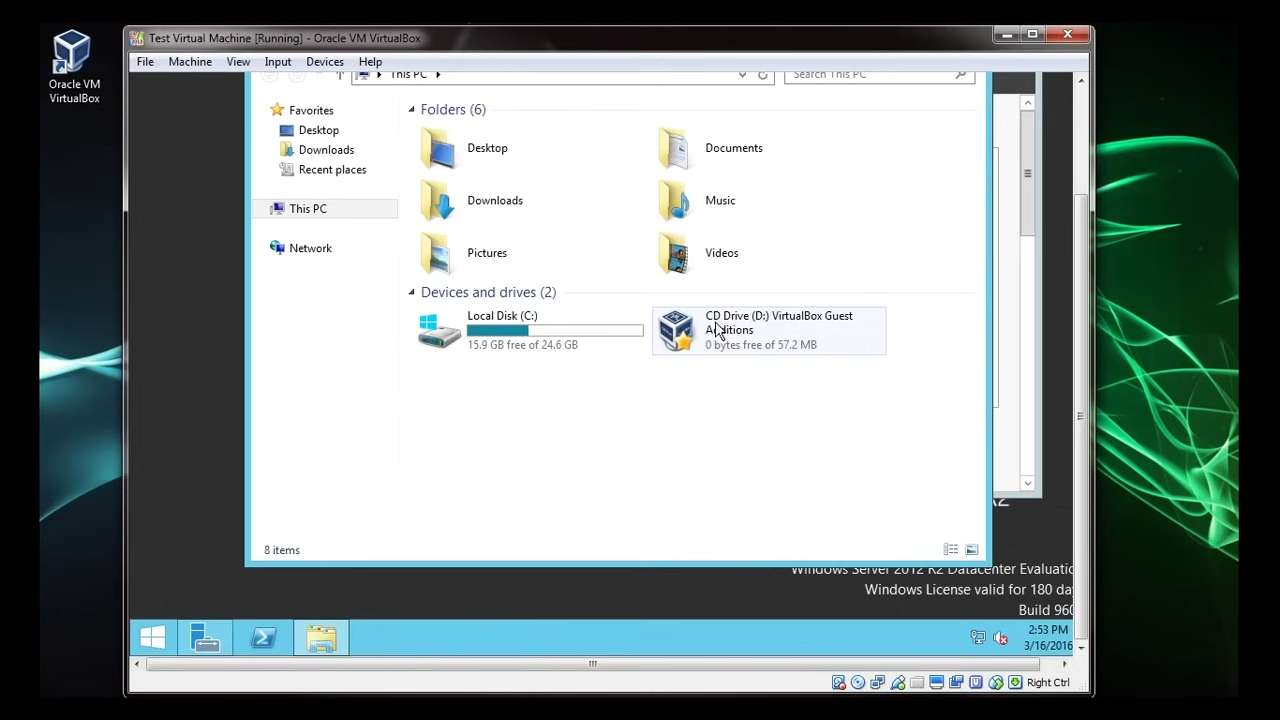 Oracle VM
VirtualBox
Test Virtual Machine [Running] - Oracle VM VirtualBox
File Machine View Input Devices Help
This PC
Search This PC
Favorites
Desktop
Downloads
Recent places
This PC
Network
Folders (6)
Desktop
Documents
Downloads
Music
Pictures
Videos
Devices and drives (2)
Local Disk (C:)
15.9 GB free of 24.6 GB
CD Drive (D:) VirtualBox Guest
Additions
0 bytes free of 57.2 MB
8 items
Windows Server 2012 R2 Datacenter Evaluatio
Windows License valid for 180 da
Build 960
2:53 PM
3/16/2016
Right Ctrl